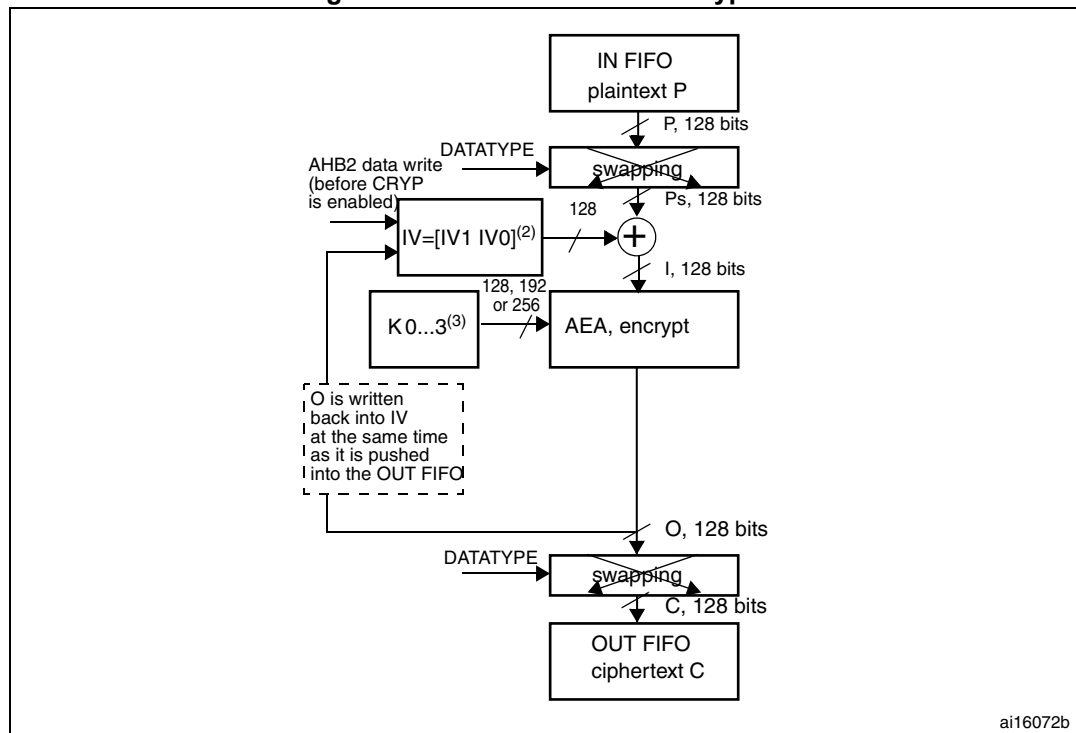 IN FIFO
plaintext P
P, 128 bits
DATATYPE
swapping
AHB2 data write
(before CRYP
is enabled)
Ps, 128 bits
128
IV=[IV1 IV0](2)
+
I, 128 bits
128, 192
or 256
K 0...3(3)
AEA, encrypt
O is written
back into IV
at the same time
as it is pushed
into the OUT FIFO
O, 128 bits
DATATYPE
swapping
C, 128 bits
OUT FIFO
ciphertext C
ai16072b